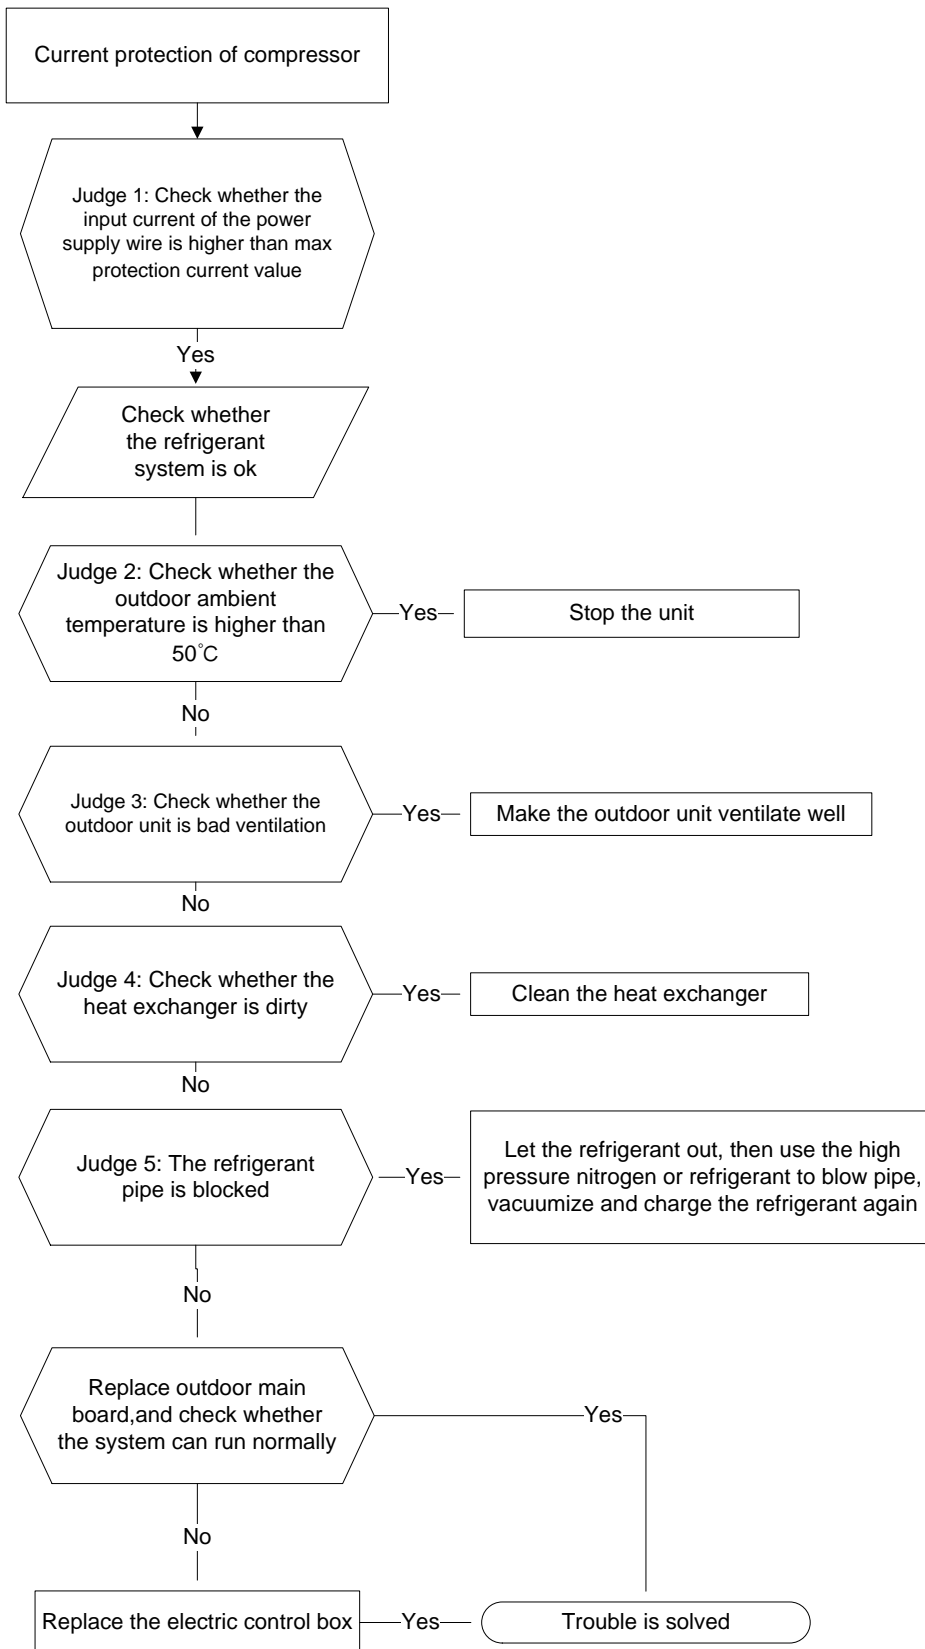 Current protection of compressor
Judge 1: Check whether the
input current of the power
supply wire is higher than max
protection current value
Yes
Check whether
the refrigerant
system is ok
Judge 2: Check whether the
outdoor ambient
temperature is higher than
50°C
Yes
Stop the unit
No
Judge 3: Check whether the
outdoor unit is bad ventilation
Yes
Make the outdoor unit ventilate well
No
Judge 4: Check whether the
heat exchanger is dirty
Yes
Clean the heat exchanger
No
Judge 5: The refrigerant
pipe is blocked
Yes
Let the refrigerant out, then use the high
pressure nitrogen or refrigerant to blow pipe,
vacuumize and charge the refrigerant again
No
Replace outdoor main
board,and check whether
the system can run normally
Yes
No
Replace the electric control box
Yes
Trouble is solved